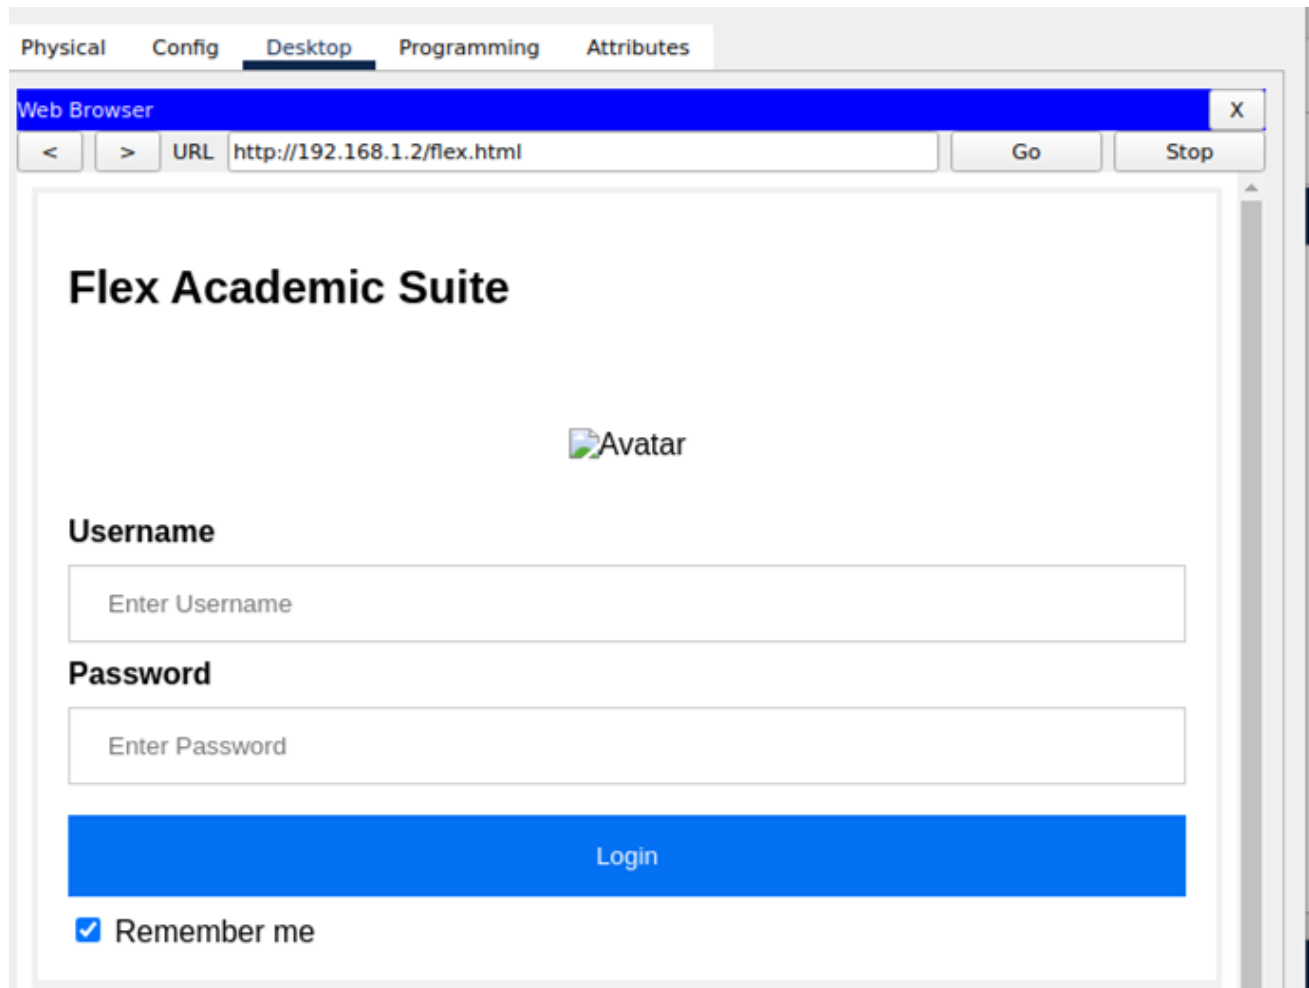 Physical Config Desktop Programming Attributes
Web Browser X
< > URL http://192.168.1.2/flex.html Go Stop
Flex Academic Suite
Avatar
Username
Enter Username
Password
Enter Password
Login
Remember me